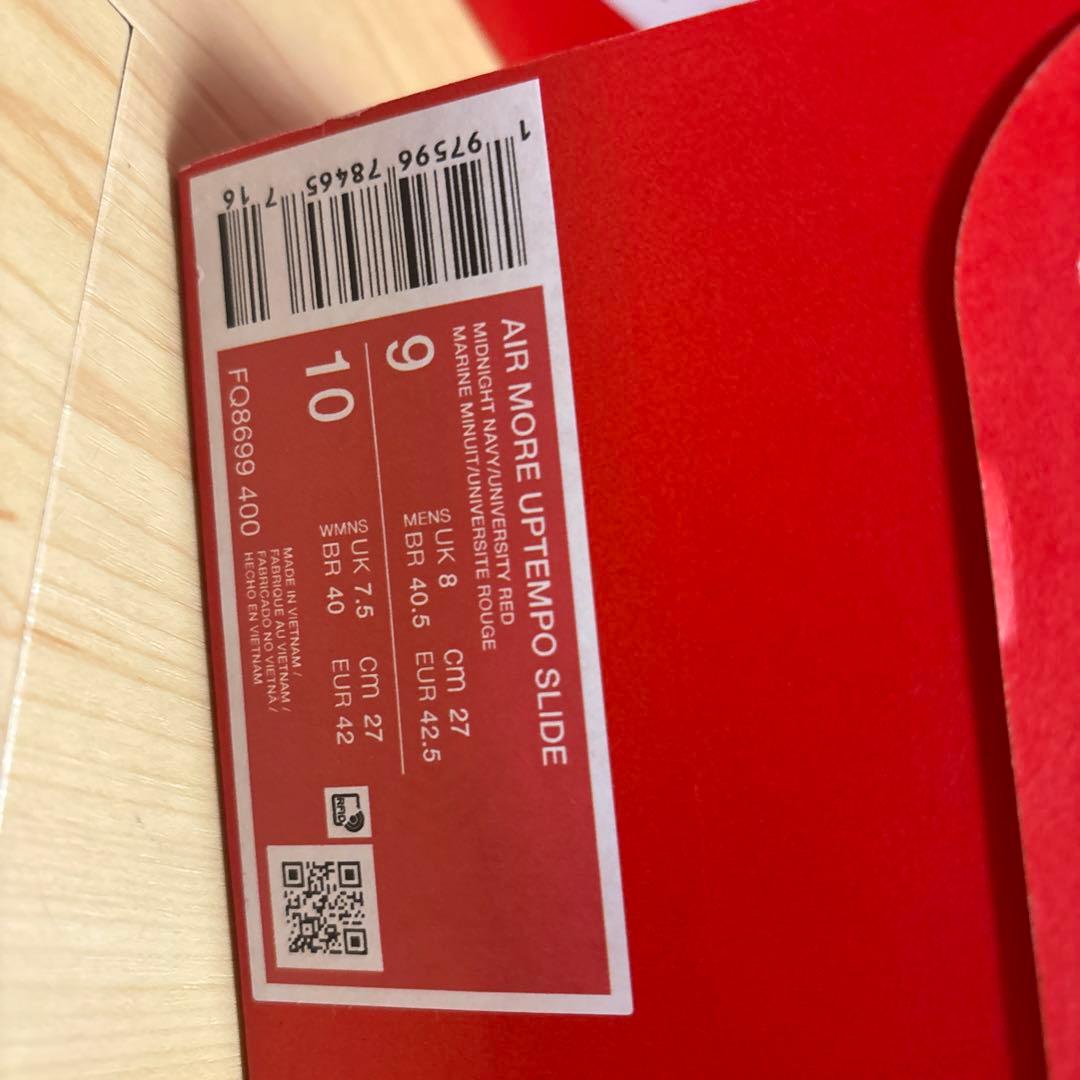 AIR MORE UPTEMPO SLIDE
MIDNIGHT NAVY/UNIVERSITY RED
MARINE MINUIT/UNIVERSITE ROUGE
9
MENS
UK 8 cm 27
BR 40.5 EUR 42.5
10
WMNS
UK 7.5 cm 27
BR 40 EUR 42
FQ8699 400
MADE IN VIETNAM /
FABRIQUE AU VIETNAM /
FABRICADO NO VIETNÃ /
HECHO EN VIETNAM
RFID
1 97596 78465 7 16